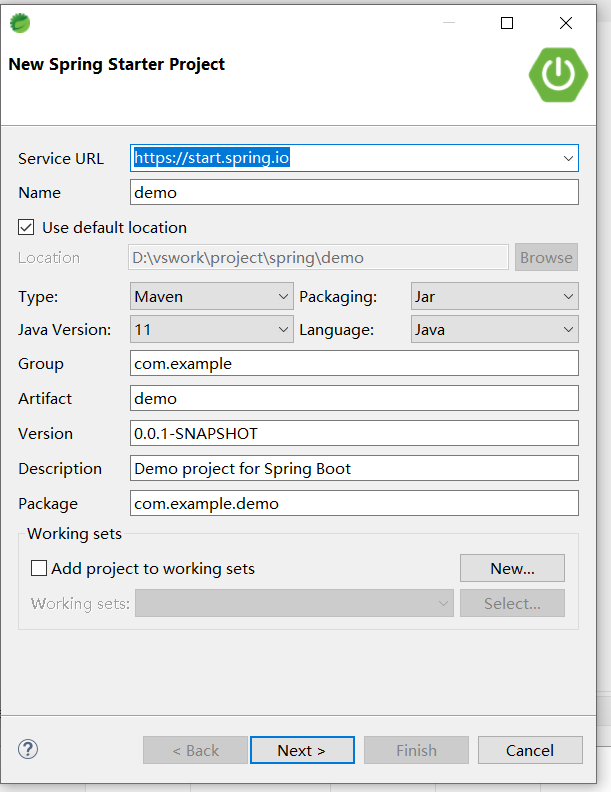 New Spring Starter Project
Service URL https://start.spring.io
Name demo
Use default location
Location D:\vswork\project\spring\demo Browse
Type: Maven Packaging: Jar
Java Version: 11 Language: Java
Group com.example
Artifact demo
Version 0.0.1-SNAPSHOT
Description Demo project for Spring Boot
Package com.example.demo
Working sets
Add project to working sets New...
Working sets: Select...
? < Back Next > Finish Cancel